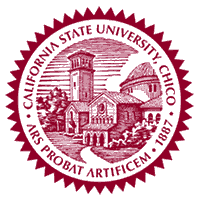 • CALIFORNIA STATE UNIVERSITY, CHICO •
ARS PROBAT ARTIFICEM • 1887